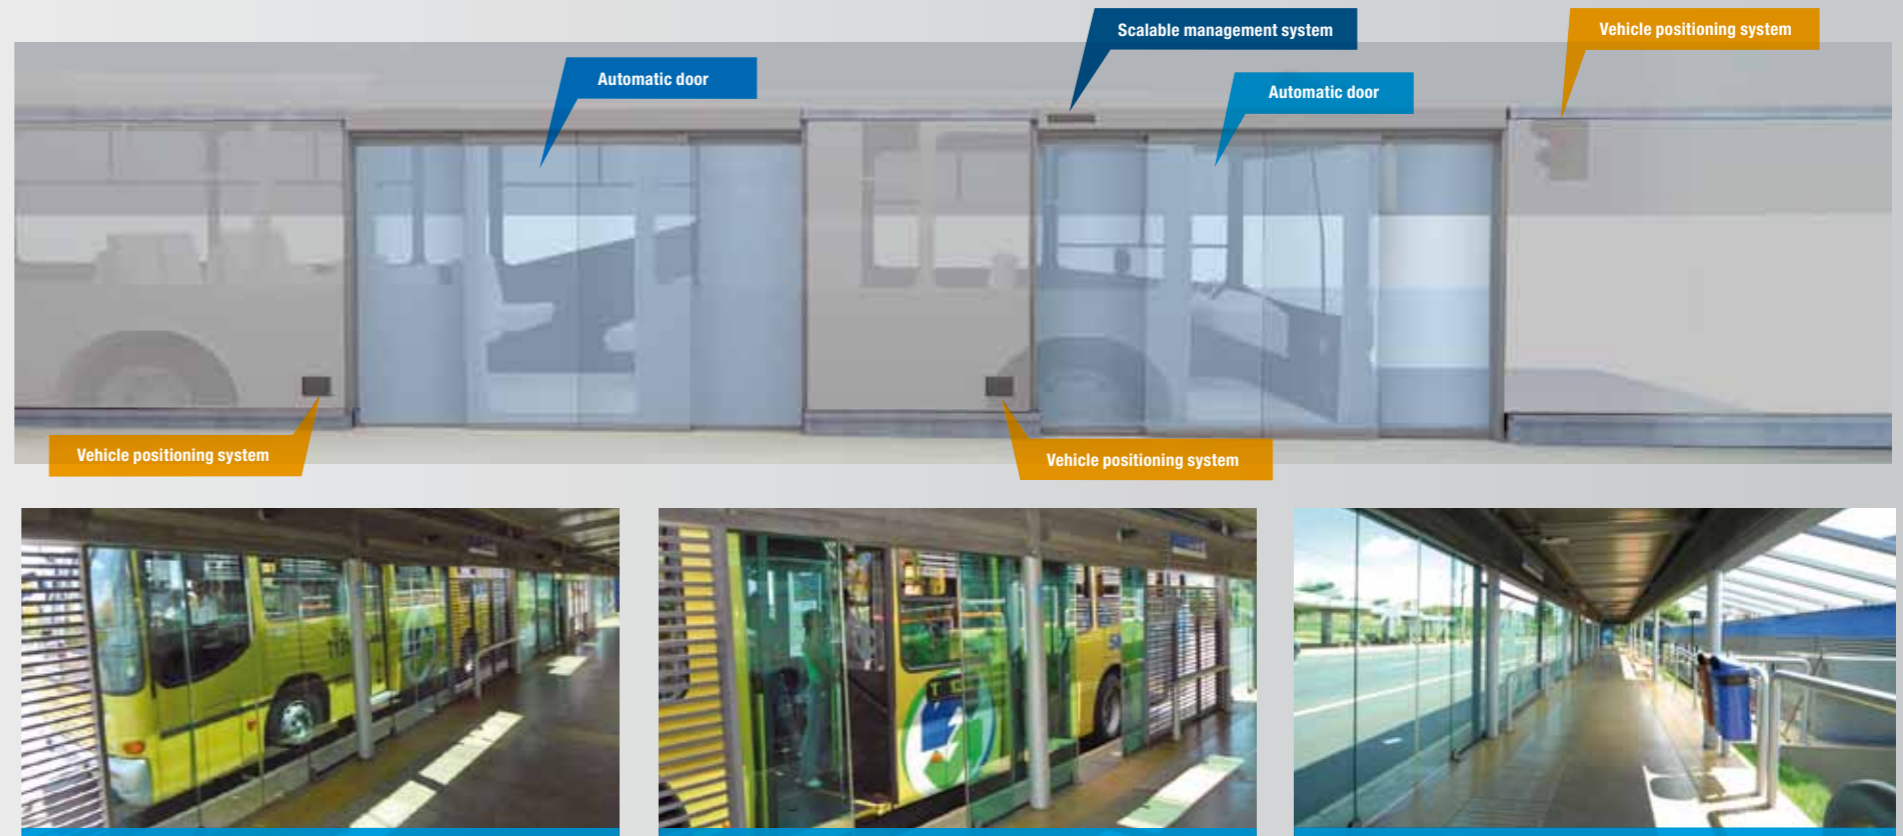 Scalable management system
Vehicle positioning system
Automatic door
Automatic door
Vehicle positioning system
Vehicle positioning system